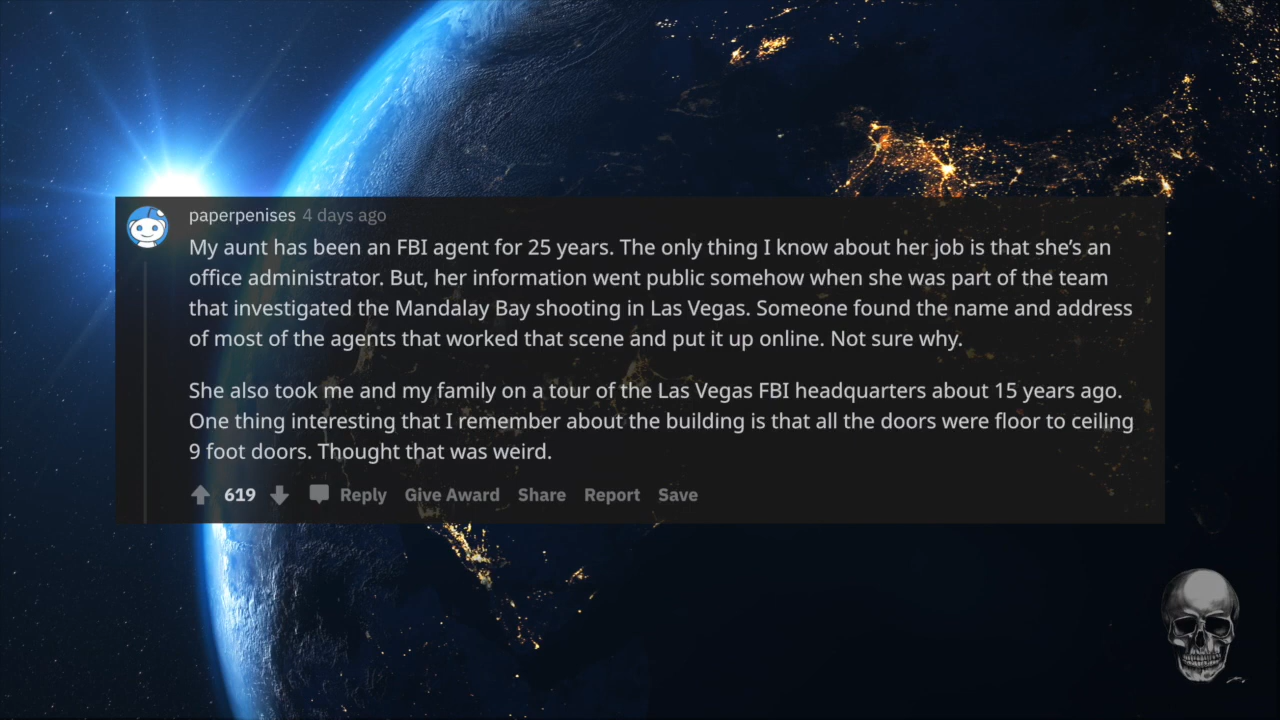 paperpenises 4 days ago
My aunt has been an FBI agent for 25 years. The only thing I know about her job is that she's an
office administrator. But, her information went public somehow when she was part of the team
that investigated the Mandalay Bay shooting in Las Vegas. Someone found the name and address
of most of the agents that worked that scene and put it up online. Not sure why.
She also took me and my family on a tour of the Las Vegas FBI headquarters about 15 years ago.
One thing interesting that I remember about the building is that all the doors were floor to ceiling
9 foot doors. Thought that was weird.
619 Reply Give Award Share Report Save